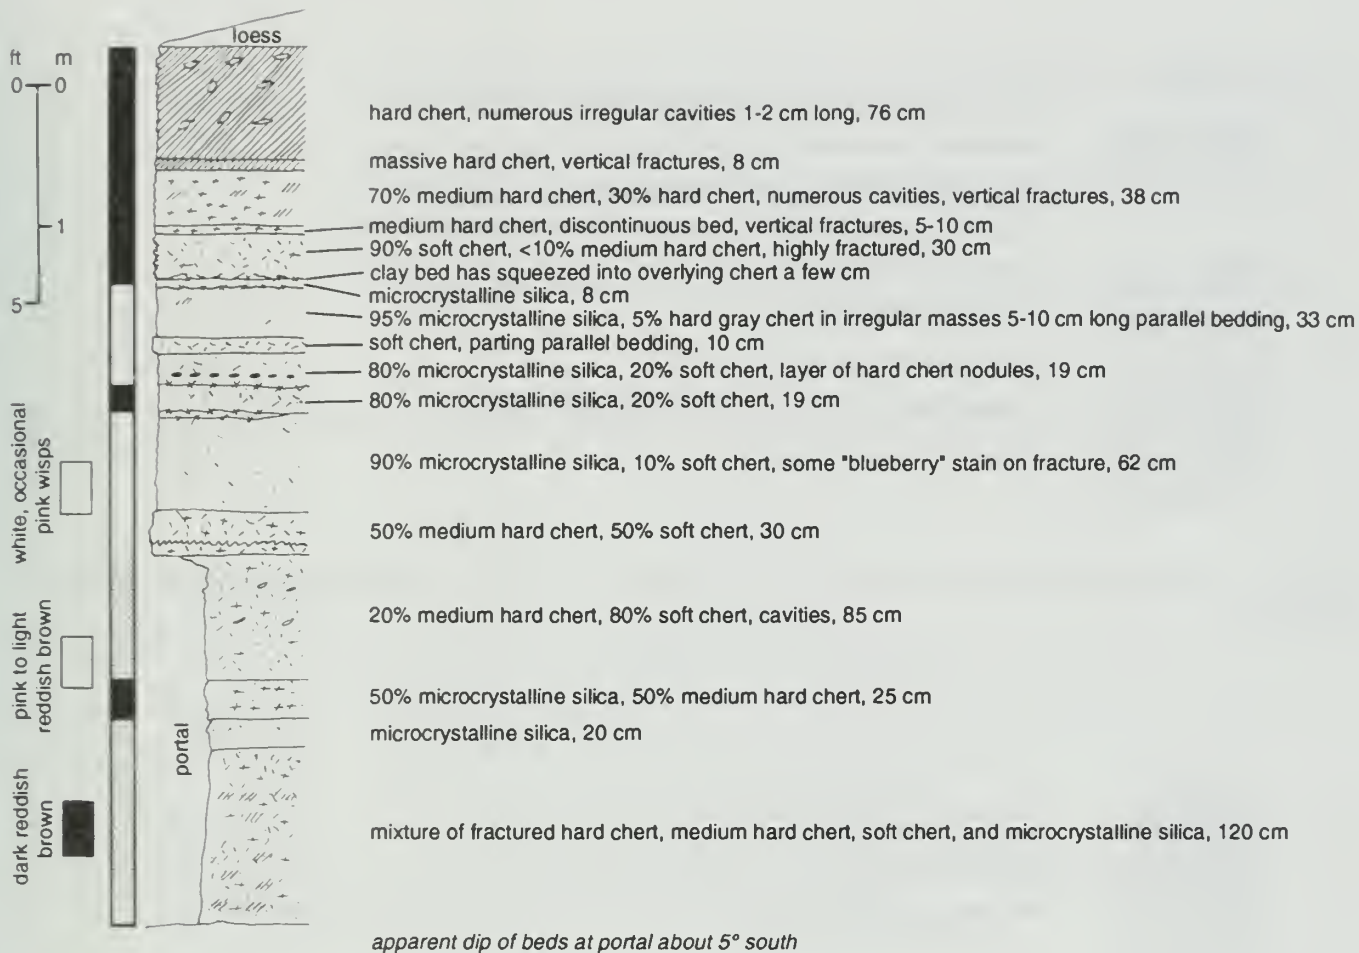 loess
ft m
0 0
1
5
hard chert, numerous irregular cavities 1-2 cm long, 76 cm
massive hard chert, vertical fractures, 8 cm
70% medium hard chert, 30% hard chert, numerous cavities, vertical fractures, 38 cm
medium hard chert, discontinuous bed, vertical fractures, 5-10 cm
90% soft chert, <10% medium hard chert, highly fractured, 30 cm
clay bed has squeezed into overlying chert a few cm
microcrystalline silica, 8 cm
95% microcrystalline silica, 5% hard gray chert in irregular masses 5-10 cm long parallel bedding, 33 cm
soft chert, parting parallel bedding, 10 cm
80% microcrystalline silica, 20% soft chert, layer of hard chert nodules, 19 cm
80% microcrystalline silica, 20% soft chert, 19 cm
90% microcrystalline silica, 10% soft chert, some "blueberry" stain on fracture, 62 cm
50% medium hard chert, 50% soft chert, 30 cm
20% medium hard chert, 80% soft chert, cavities, 85 cm
50% microcrystalline silica, 50% medium hard chert, 25 cm
microcrystalline silica, 20 cm
mixture of fractured hard chert, medium hard chert, soft chert, and microcrystalline silica, 120 cm
white, occasional
pink wisps
pink to light
reddish brown
dark reddish
brown
portal
apparent dip of beds at portal about 5° south